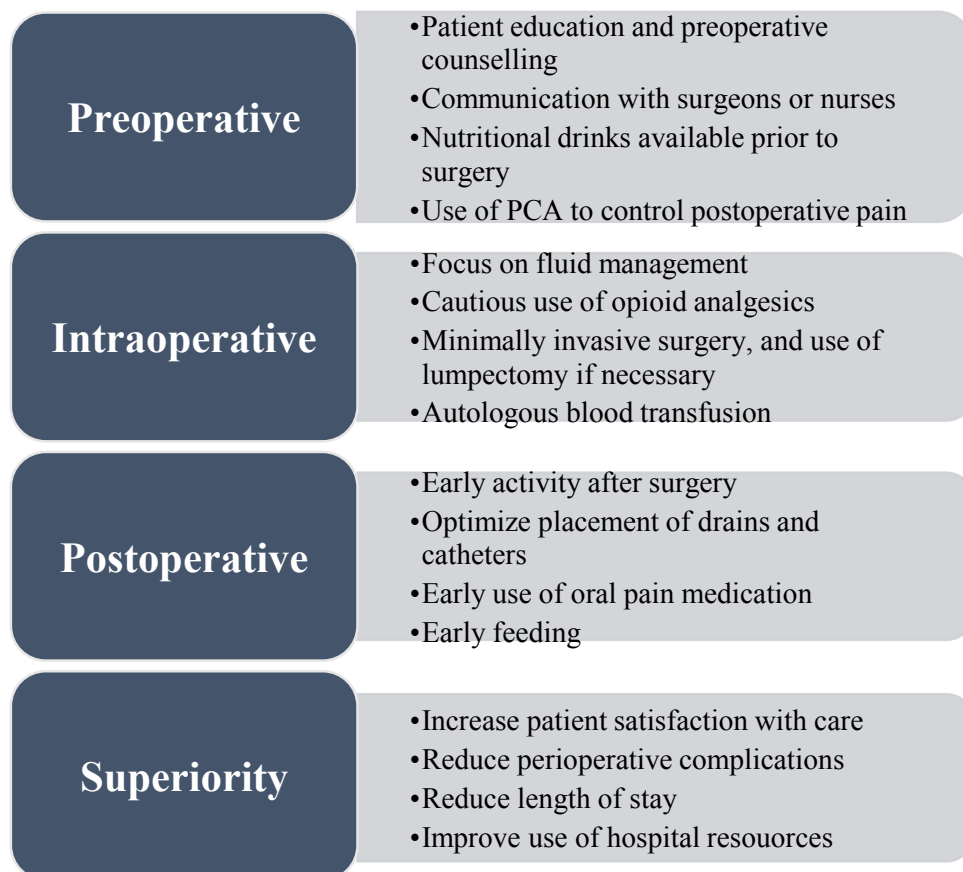 Preoperative
•Patient education and preoperative
counselling
•Communication with surgeons or nurses
•Nutritional drinks available prior to
surgery
•Use of PCA to control postoperative pain
Intraoperative
•Focus on fluid management
•Cautious use of opioid analgesics
•Minimally invasive surgery, and use of
lumpectomy if necessary
•Autologous blood transfusion
Postoperative
•Early activity after surgery
•Optimize placement of drains and
catheters
•Early use of oral pain medication
•Early feeding
Superiority
•Increase patient satisfaction with care
•Reduce perioperative complications
•Reduce length of stay
•Improve use of hospital resouorces